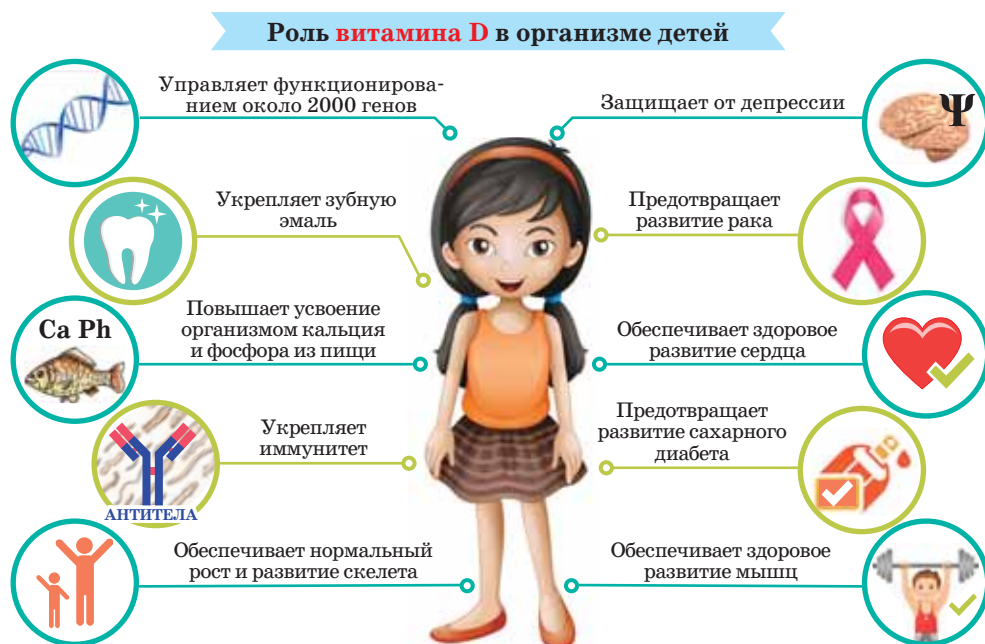 Роль витамина D в организме детей
Управляет функционирова-
нием около 2000 генов
Защищает от депрессии
Ψ
Укрепляет зубную
эмаль
Предотвращает
развитие рака
Ca Ph
Повышает усвоение
организмом кальция
и фосфора из пищи
Обеспечивает здоровое
развитие сердца
АНТИТЕЛА
Укрепляет
иммунитет
Предотвращает
развитие сахарного
диабета
Обеспечивает нормальный
рост и развитие скелета
Обеспечивает здоровое
развитие мышц